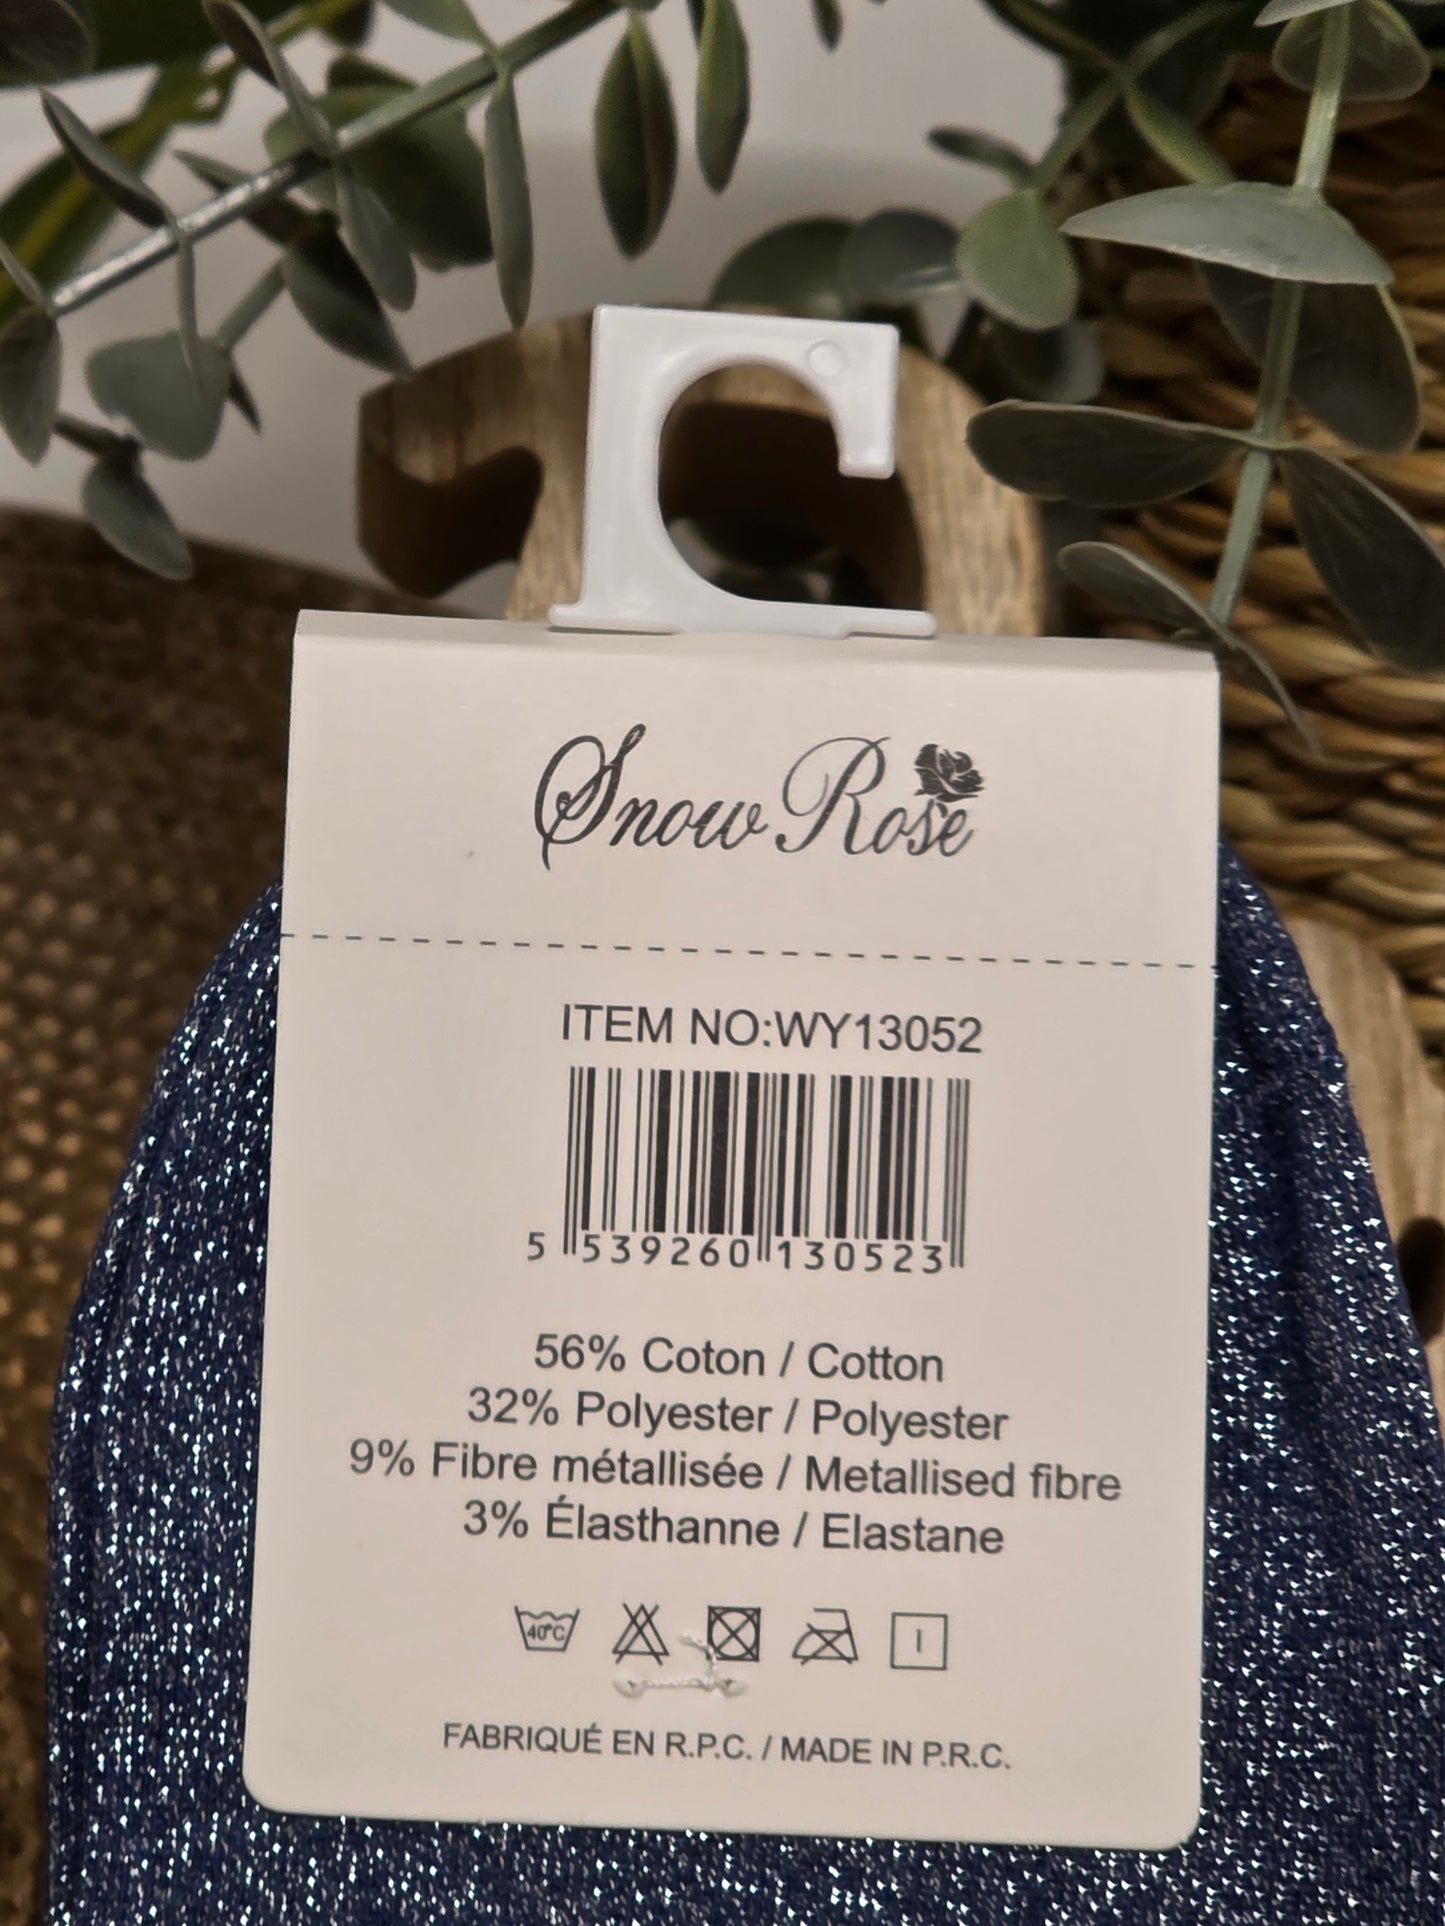 Snow Rose
ITEM NO:WY13052
5 539260 130523
56% Coton / Cotton
32% Polyester / Polyester
9% Fibre métallisée / Metallised fibre
3% Élasthanne / Elastane
40°C
FABRIQUÉ EN R.P.C. / MADE IN P.R.C.